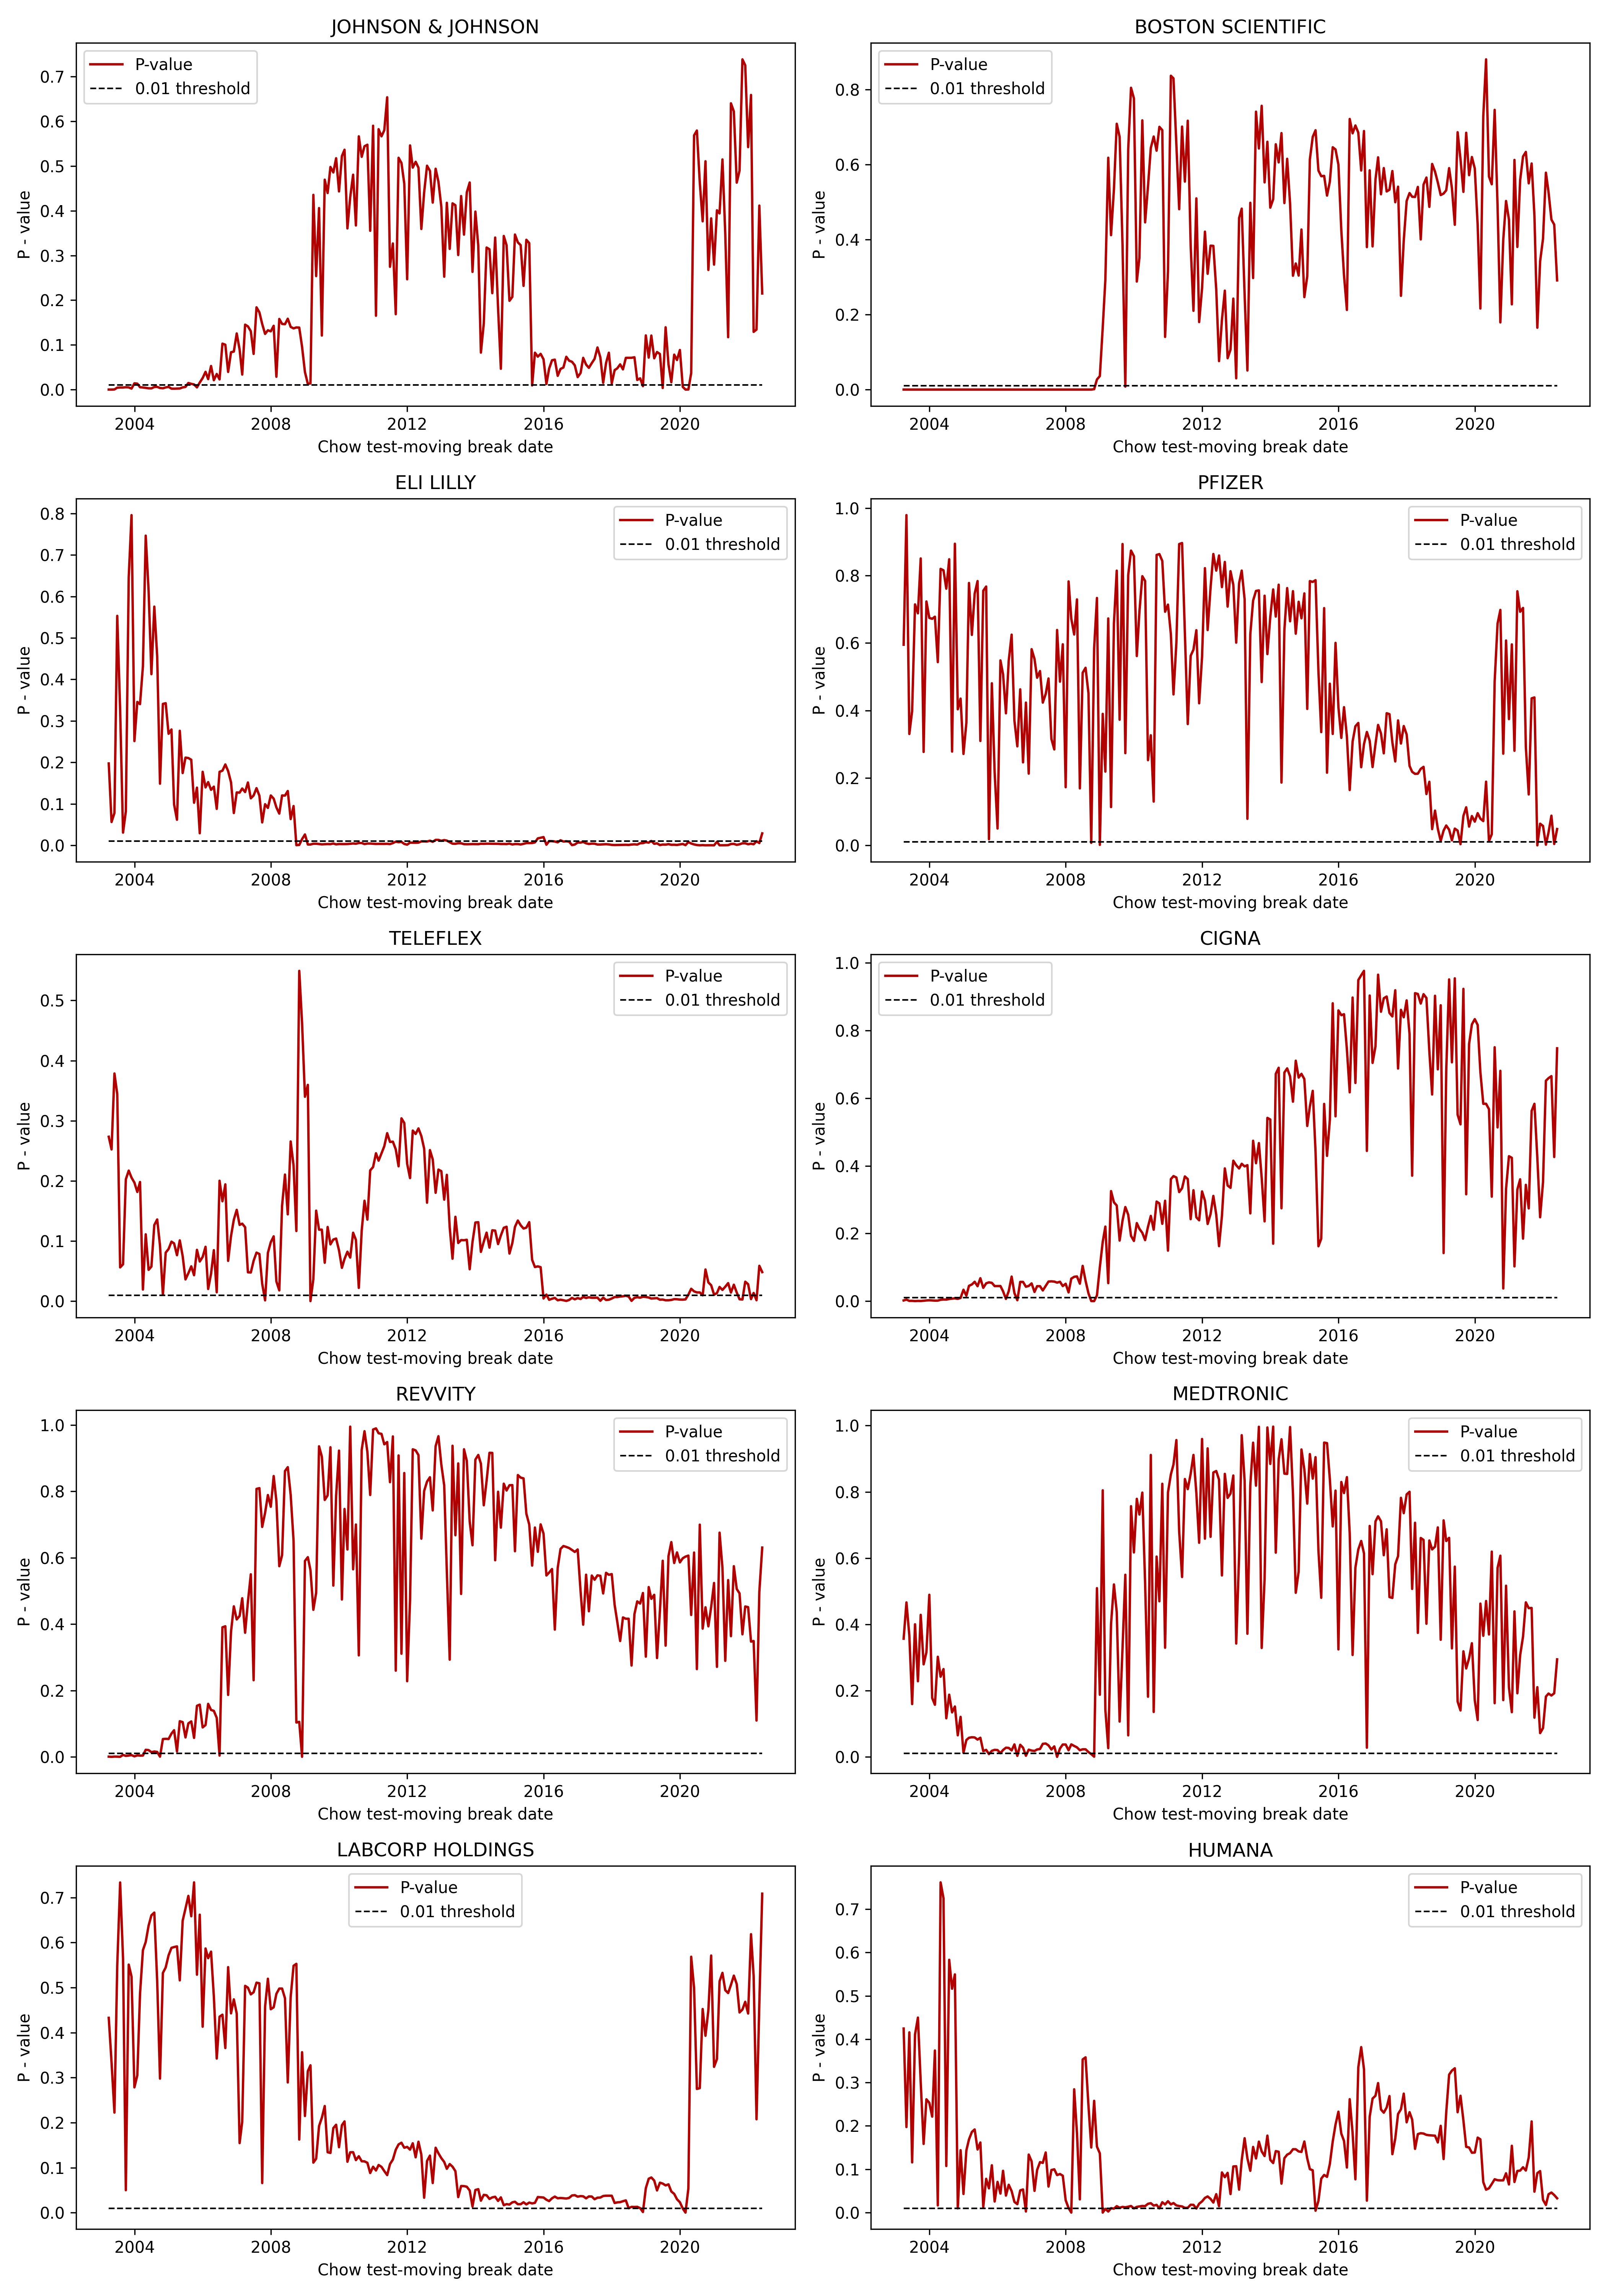 JOHNSON & JOHNSON
P-value
0.01 threshold
0.7
0.6
0.5
0.4
0.3
0.2
0.1
0.0
P - value
2004 2008 2012 2016 2020
Chow test-moving break date
BOSTON SCIENTIFIC
P-value
0.01 threshold
0.8
0.6
0.4
0.2
P - value
2004 2008 2012 2016 2020
Chow test-moving break date
ELI LILLY
P-value
0.01 threshold
0.8
0.7
0.6
0.5
0.4
0.3
0.2
0.1
0.0
P - value
2004 2008 2012 2016 2020
Chow test-moving break date
PFIZER
P-value
0.01 threshold
1.0
0.8
0.6
0.4
0.2
0.0
P - value
2004 2008 2012 2016 2020
Chow test-moving break date
TELEFLEX
P-value
0.01 threshold
0.5
0.4
0.3
0.2
0.1
0.0
P - value
2004 2008 2012 2016 2020
Chow test-moving break date
CIGNA
P-value
0.01 threshold
1.0
0.8
0.6
0.4
0.2
0.0
P - value
2004 2008 2012 2016 2020
Chow test-moving break date
REVVITY
P-value
0.01 threshold
1.0
0.8
0.6
0.4
0.2
0.0
P - value
2004 2008 2012 2016 2020
Chow test-moving break date
MEDTRONIC
P-value
0.01 threshold
1.0
0.8
0.6
0.4
0.2
0.0
P - value
2004 2008 2012 2016 2020
Chow test-moving break date
LABCORP HOLDINGS
P-value
0.01 threshold
0.7
0.6
0.5
0.4
0.3
0.2
0.1
0.0
P - value
2004 2008 2012 2016 2020
Chow test-moving break date
HUMANA
P-value
0.01 threshold
0.7
0.6
0.5
0.4
0.3
0.2
0.1
0.0
P - value
2004 2008 2012 2016 2020
Chow test-moving break date